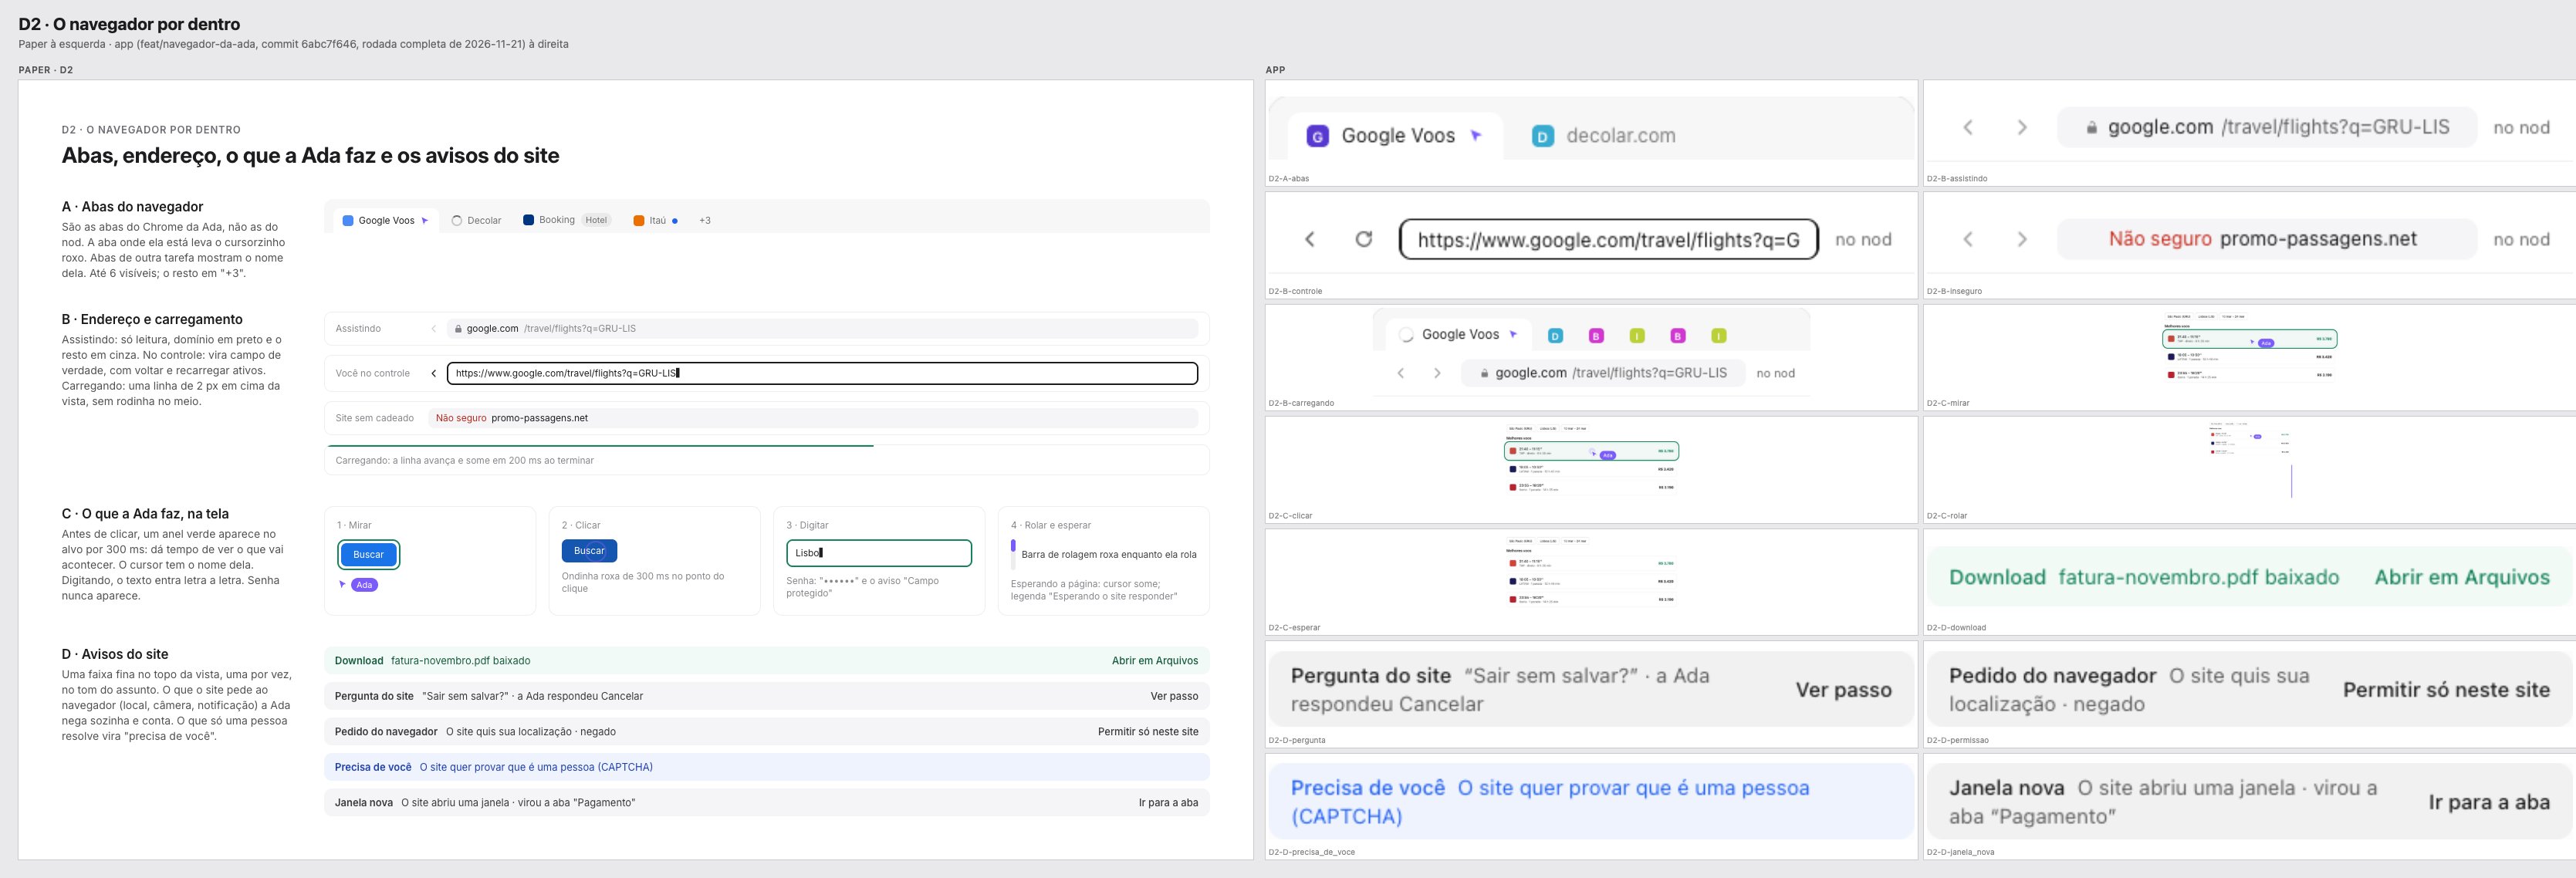 D2 · O navegador por dentro
Paper à esquerda · app (feat/navegador-da-ada, commit 6abc7f646, rodada completa de 2026-11-21) à direita
PAPER · D2
D2 · O NAVEGADOR POR DENTRO
Abas, endereço, o que a Ada faz e os avisos do site
A · Abas do navegador
São as abas do Chrome da Ada, não as do
nod. A aba onde ela está leva o cursorzinho
roxo. Abas de outra tarefa mostram o nome
dela. Até 6 visíveis; o resto em "+3".
Google Voos Decolar Booking Hotel Itaú +3
B · Endereço e carregamento
Assistindo: só leitura, domínio em preto e o
resto em cinza. No controle: vira campo de
verdade, com voltar e recarregar ativos.
Carregando: uma linha de 2 px em cima da
vista, sem rodinha no meio.
Assistindo google.com /travel/flights?q=GRU-LIS
Você no controle https://www.google.com/travel/flights?q=GRU-LIS
Site sem cadeado Não seguro promo-passagens.net
Carregando: a linha avança e some em 200 ms ao terminar
C · O que a Ada faz, na tela
Antes de clicar, um anel verde aparece no
alvo por 300 ms: dá tempo de ver o que vai
acontecer. O cursor tem o nome dela.
Digitando, o texto entra letra a letra. Senha
nunca aparece.
1 · Mirar
Buscar
Ada
2 · Clicar
Buscar
Ondinha roxa de 300 ms no ponto do
clique
3 · Digitar
Lisbo
Senha: "••••••" e o aviso "Campo
protegido"
4 · Rolar e esperar
Barra de rolagem roxa enquanto ela rola
Esperando a página: cursor some;
legenda "Esperando o site responder"
D · Avisos do site
Uma faixa fina no topo da vista, uma por vez,
no tom do assunto. O que o site pede ao
navegador (local, câmera, notificação) a Ada
nega sozinha e conta. O que só uma pessoa
resolve vira "precisa de você".
Download fatura-novembro.pdf baixado Abrir em Arquivos
Pergunta do site "Sair sem salvar?" · a Ada respondeu Cancelar Ver passo
Pedido do navegador O site quis sua localização · negado Permitir só neste site
Precisa de você O site quer provar que é uma pessoa (CAPTCHA)
Janela nova O site abriu uma janela · virou a aba "Pagamento" Ir para a aba
APP
G Google Voos D decolar.com
D2-A-abas
google.com /travel/flights?q=GRU-LIS no nod
D2-B-assistindo
https://www.google.com/travel/flights?q=G no nod
D2-B-controle
Não seguro promo-passagens.net no nod
D2-B-inseguro
Google Voos D B I B I
google.com /travel/flights?q=GRU-LIS no nod
D2-B-carregando
Ada
D2-C-mirar
Ada
D2-C-clicar
D2-C-rolar
D2-C-esperar
Download fatura-novembro.pdf baixado Abrir em Arquivos
D2-D-download
Pergunta do site “Sair sem salvar?” · a Ada
respondeu Cancelar
Ver passo
D2-D-pergunta
Pedido do navegador O site quis sua
localização · negado
Permitir só neste site
D2-D-permissao
Precisa de você O site quer provar que é uma pessoa
(CAPTCHA)
D2-D-precisa_de_voce
Janela nova O site abriu uma janela · virou a
aba “Pagamento”
Ir para a aba
D2-D-janela_nova